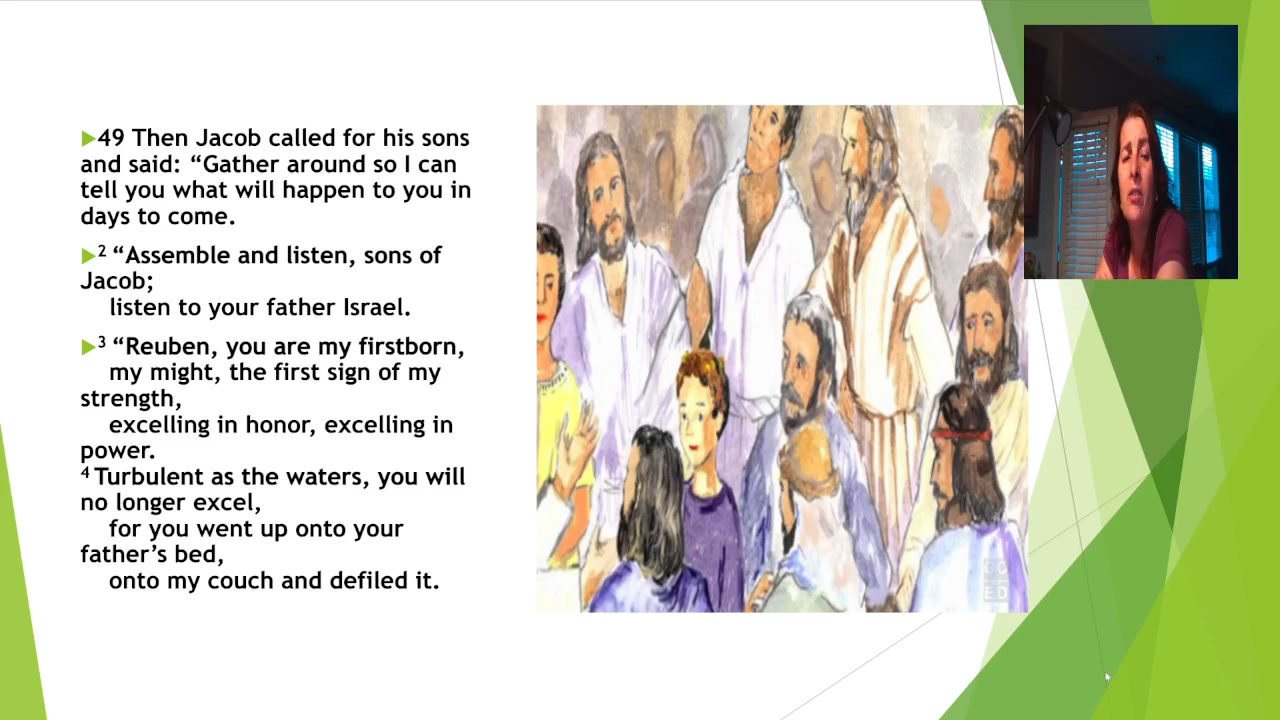 49 Then Jacob called for his sons
and said: “Gather around so I can
tell you what will happen to you in
days to come.
2 “Assemble and listen, sons of
Jacob;
listen to your father Israel.
3 “Reuben, you are my firstborn,
my might, the first sign of my
strength,
excelling in honor, excelling in
power.
4 Turbulent as the waters, you will
no longer excel,
for you went up onto your
father’s bed,
onto my couch and defiled it.
CO
ED